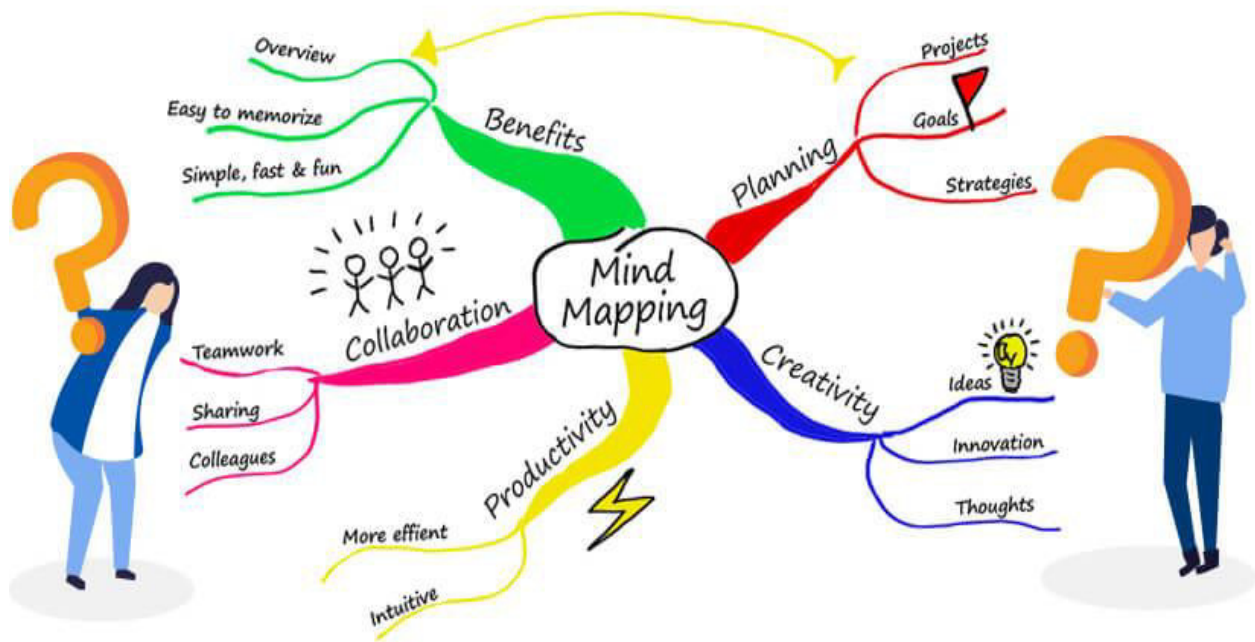 Mind
Mapping
Benefits
Overview
Easy to memorize
Simple, fast & fun
Planning
Projects
Goals
Strategies
Collaboration
Teamwork
Sharing
Colleagues
Creativity
Ideas
Innovation
Thoughts
Productivity
More effient
Intuitive